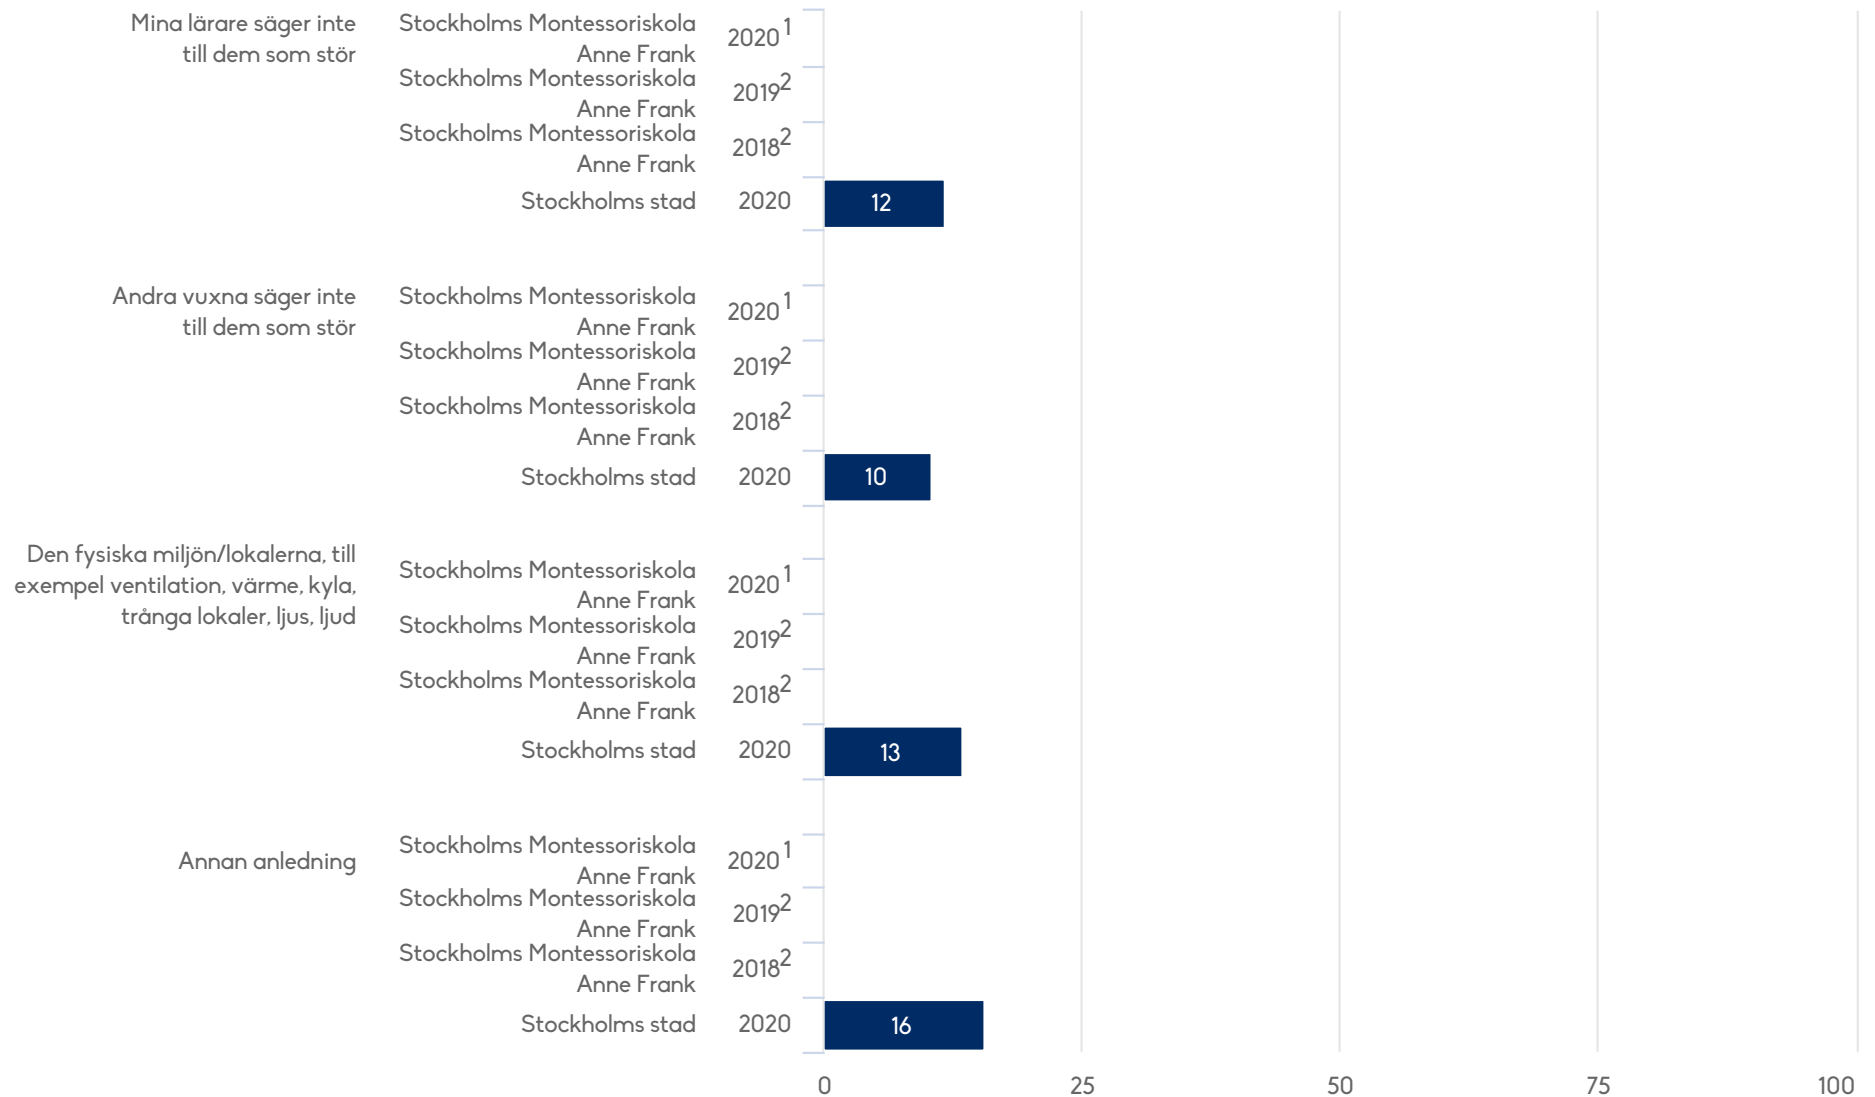 Mina lärare säger inte
till dem som stör
Stockholms Montessoriskola
Anne Frank
2020 1
Stockholms Montessoriskola
Anne Frank
2019 2
Stockholms Montessoriskola
Anne Frank
2018 2
Stockholms stad 2020 12
Andra vuxna säger inte
till dem som stör
Stockholms Montessoriskola
Anne Frank
2020 1
Stockholms Montessoriskola
Anne Frank
2019 2
Stockholms Montessoriskola
Anne Frank
2018 2
Stockholms stad 2020 10
Den fysiska miljön/lokalerna, till
exempel ventilation, värme, kyla,
trånga lokaler, ljus, ljud
Stockholms Montessoriskola
Anne Frank
2020 1
Stockholms Montessoriskola
Anne Frank
2019 2
Stockholms Montessoriskola
Anne Frank
2018 2
Stockholms stad 2020 13
Annan anledning
Stockholms Montessoriskola
Anne Frank
2020 1
Stockholms Montessoriskola
Anne Frank
2019 2
Stockholms Montessoriskola
Anne Frank
2018 2
Stockholms stad 2020 16
0 25 50 75 100